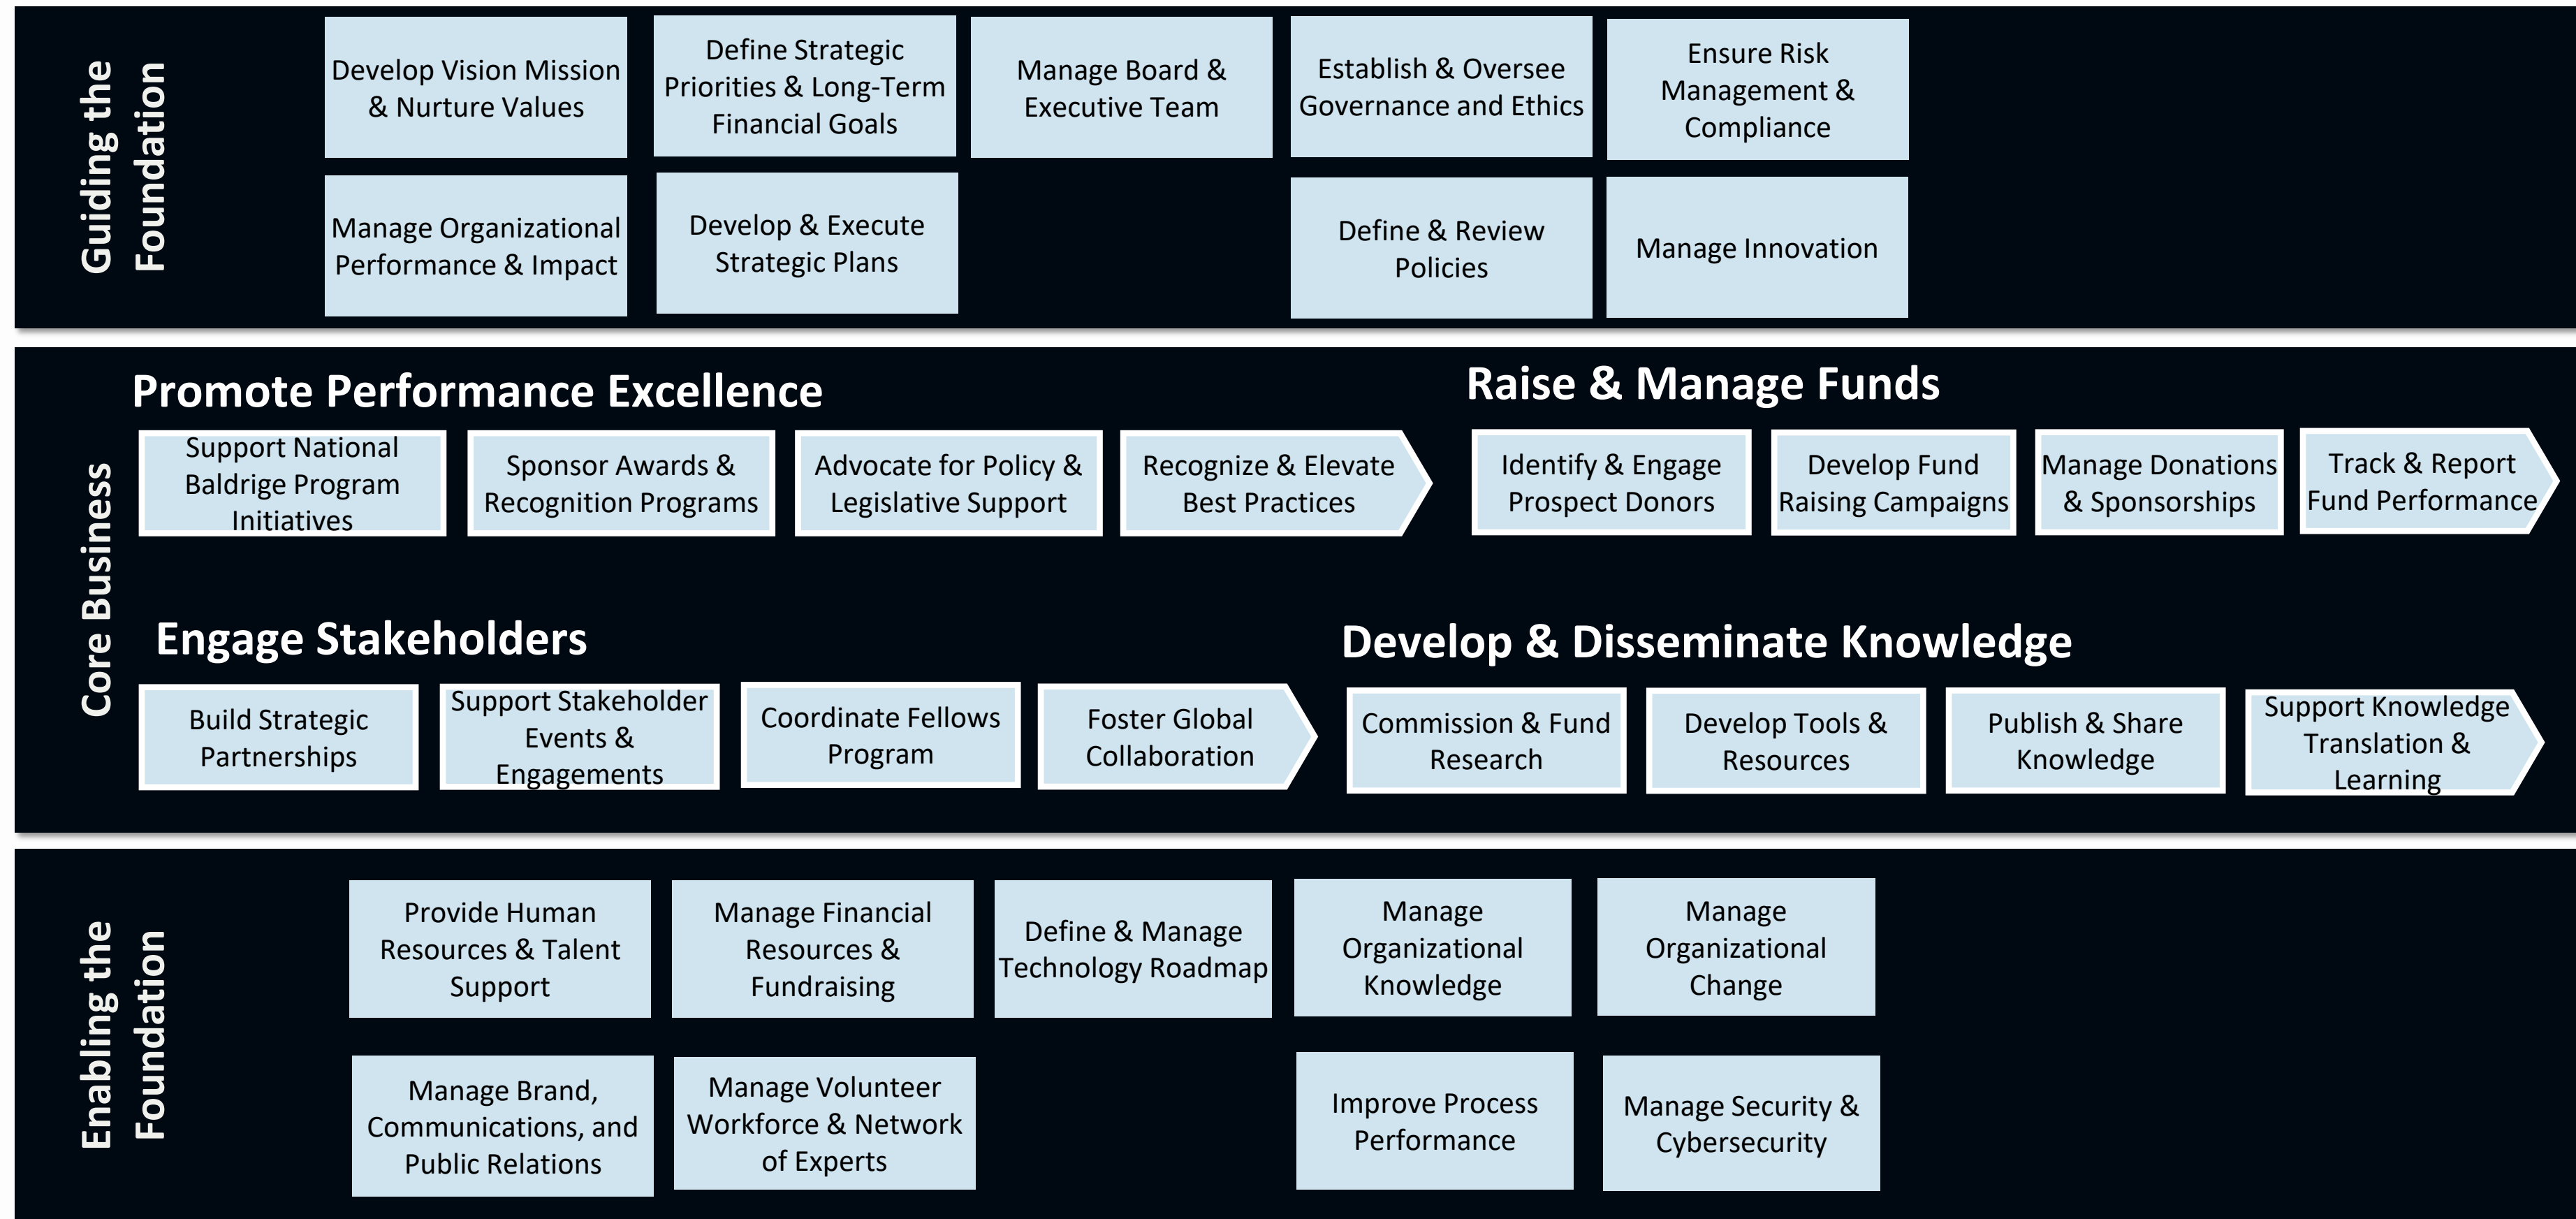 Guiding the
Foundation
Develop Vision Mission
& Nurture Values
Define Strategic
Priorities & Long-Term
Financial Goals
Manage Board &
Executive Team
Establish & Oversee
Governance and Ethics
Ensure Risk
Management &
Compliance
Manage Organizational
Performance & Impact
Develop & Execute
Strategic Plans
Define & Review
Policies
Manage Innovation
Core Business
Promote Performance Excellence
Support National
Baldrige Program
Initiatives
Sponsor Awards &
Recognition Programs
Advocate for Policy &
Legislative Support
Recognize & Elevate
Best Practices
Raise & Manage Funds
Identify & Engage
Prospect Donors
Develop Fund
Raising Campaigns
Manage Donations
& Sponsorships
Track & Report
Fund Performance
Engage Stakeholders
Build Strategic
Partnerships
Support Stakeholder
Events &
Engagements
Coordinate Fellows
Program
Foster Global
Collaboration
Develop & Disseminate Knowledge
Commission & Fund
Research
Develop Tools &
Resources
Publish & Share
Knowledge
Support Knowledge
Translation &
Learning
Enabling the
Foundation
Provide Human
Resources & Talent
Support
Manage Financial
Resources &
Fundraising
Define & Manage
Technology Roadmap
Manage
Organizational
Knowledge
Manage
Organizational
Change
Manage Brand,
Communications, and
Public Relations
Manage Volunteer
Workforce & Network
of Experts
Improve Process
Performance
Manage Security &
Cybersecurity